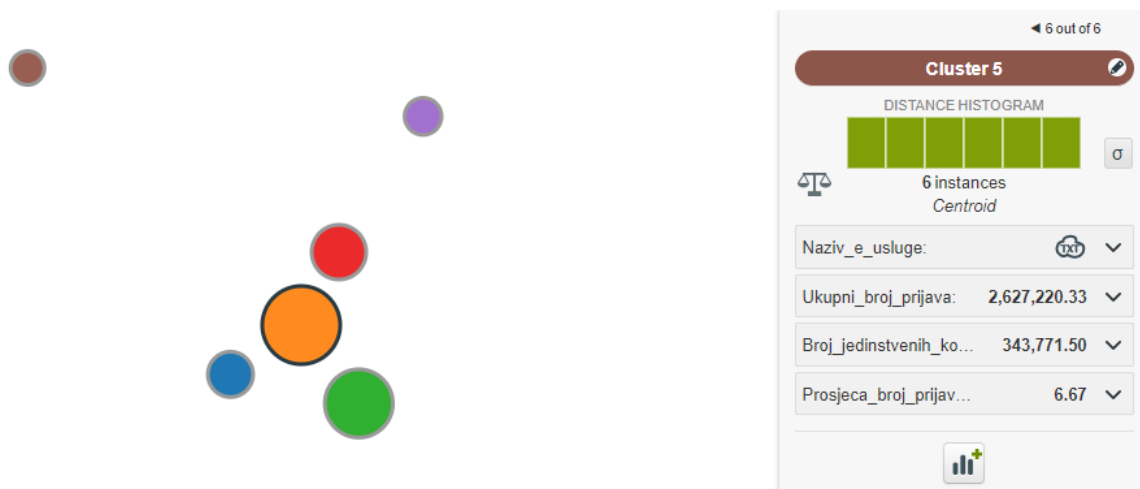 ◄ 6 out of 6
Cluster 5
DISTANCE HISTOGRAM
σ
6 instances
Centroid
Naziv_e_usluge: TXT
Ukupni_broj_prijava: 2,627,220.33
Broj_jedinstvenih_ko... 343,771.50
Prosjeca_broj_prijav... 6.67